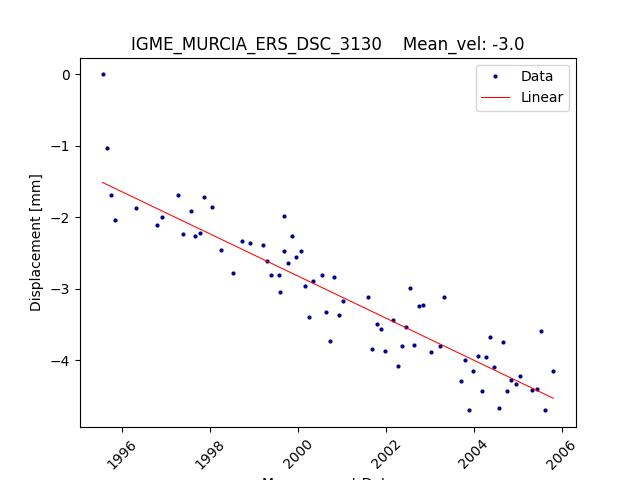 IGME_MURCIA_ERS_DSC_3130    Mean_vel: -3.0
Data
Linear
Displacement [mm]
0
−1
−2
−3
−4
1996
1998
2000
2002
2004
2006